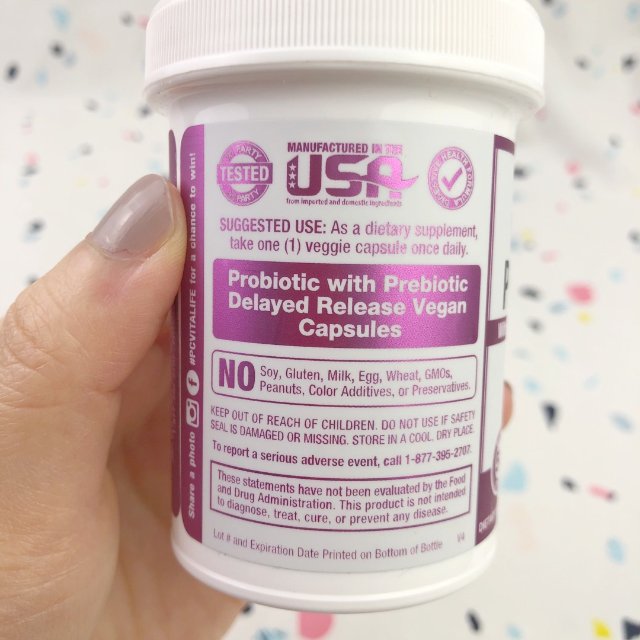 PARTY
TESTED
PARTY
MANUFACTURED IN THE
USA
from imported and domestic ingredients
SUGGESTED USE: As a dietary supplement,
take one (1) veggie capsule once daily.
Probiotic with Prebiotic
Delayed Release Vegan
Capsules
NO Soy, Gluten, Milk, Egg, Wheat, GMOs,
Peanuts, Color Additives, or Preservatives.
KEEP OUT OF REACH OF CHILDREN. DO NOT USE IF SAFETY
SEAL IS DAMAGED OR MISSING. STORE IN A COOL, DRY PLACE.
To report a serious adverse event, call 1-877-395-2707.
These statements have not been evaluated by the Food
and Drug Administration. This product is not intended
to diagnose, treat, cure, or prevent any disease.
Lot # and Expiration Date Printed on Bottom of Bottle V4
Share a photo #PCVITALIFE for a chance to win!